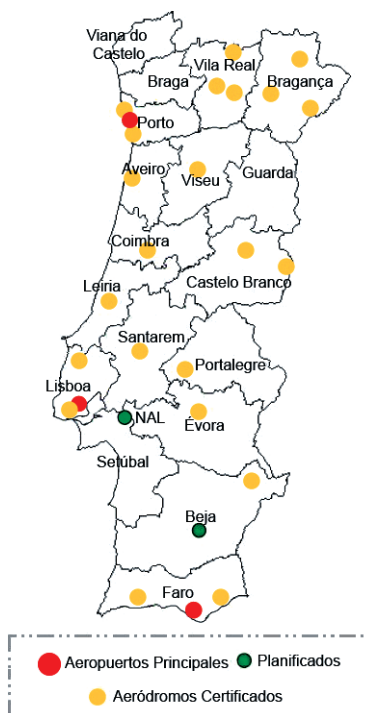 Viana do
Castelo
Vila Real
Braga
Bragança
Porto
Aveiro
Viseu
Guarda
Coimbra
Castelo Branco
Leiria
Santarem
Portalegre
Lisboa
NAL
Évora
Setúbal
Beja
Faro
Aeropuertos Principales
Planificados
Aeródromos Certificados